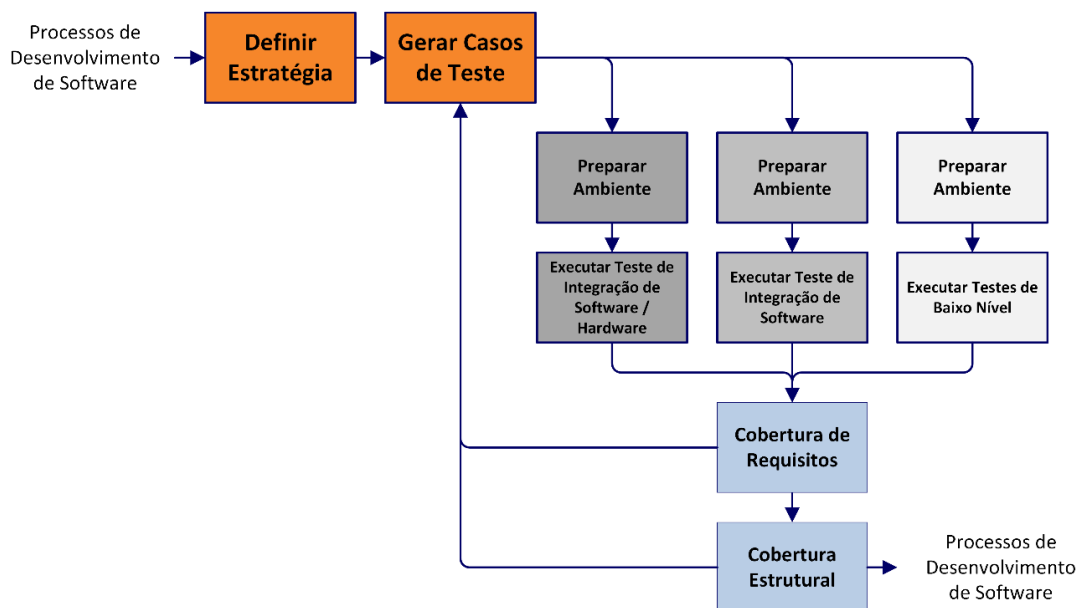 Processos de
Desenvolvimento
de Software
Definir
Estratégia
Gerar Casos
de Teste
Preparar
Ambiente
Preparar
Ambiente
Preparar
Ambiente
Executar Teste de
Integração de
Software /
Hardware
Executar Teste de
Integração de
Software
Executar Testes de
Baixo Nível
Cobertura de
Requisitos
Cobertura
Estrutural
Processos de
Desenvolvimento
de Software